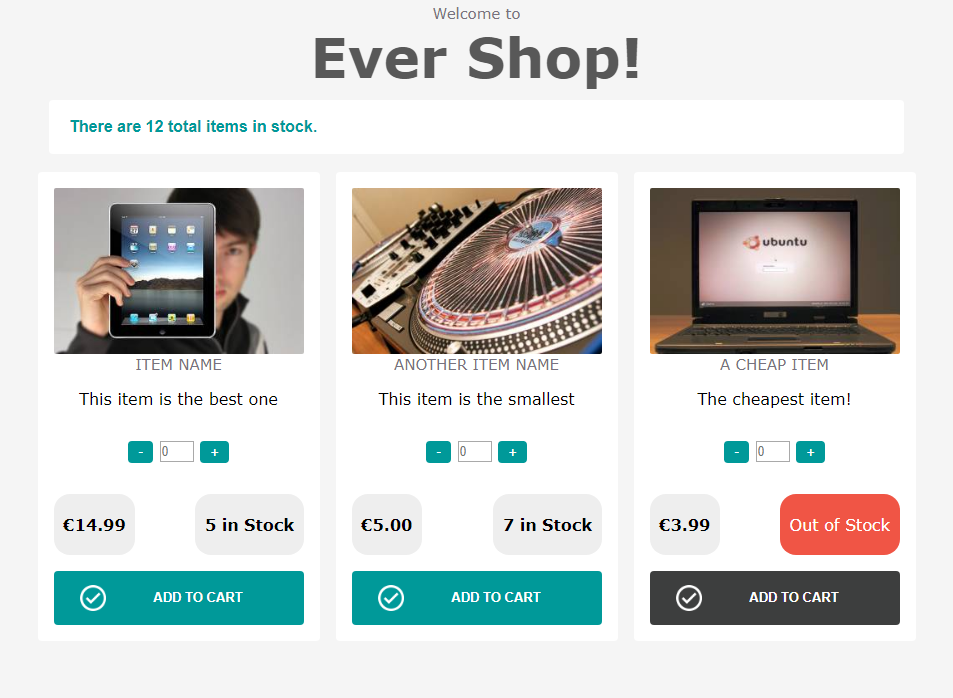 Welcome to
Ever Shop!
There are 12 total items in stock.
ITEM NAME
This item is the best one
- 0 +
€14.99
5 in Stock
ADD TO CART
ubuntu
ANOTHER ITEM NAME
This item is the smallest
- 0 +
€5.00
7 in Stock
ADD TO CART
A CHEAP ITEM
The cheapest item!
- 0 +
€3.99
Out of Stock
ADD TO CART